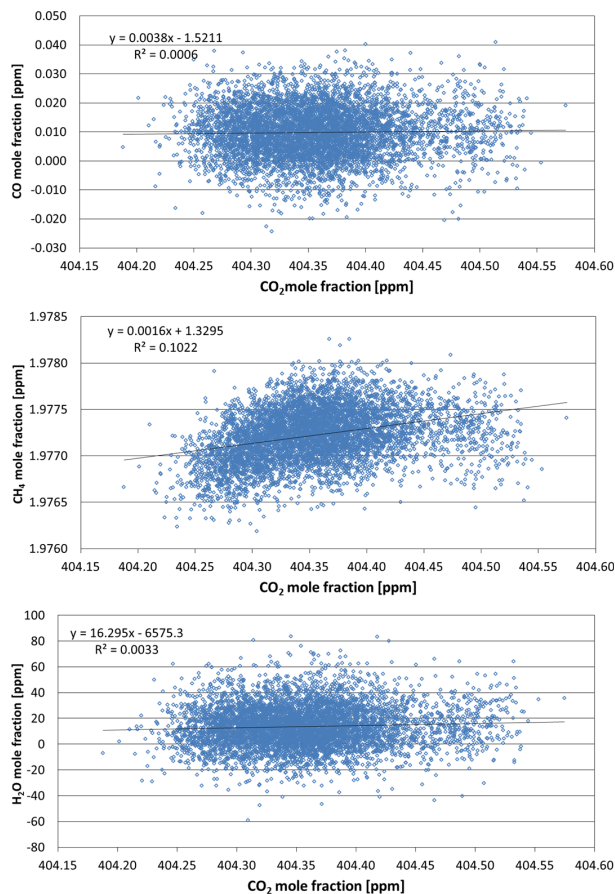 0.050
0.040
0.030
0.020
0.010
0.000
-0.010
-0.020
-0.030
y = 0.0038x - 1.5211
R² = 0.0006
CO mole fraction [ppm]
404.15 404.20 404.25 404.30 404.35 404.40 404.45 404.50 404.55 404.60
CO₂mole fraction [ppm]
1.9785
1.9780
1.9775
1.9770
1.9765
1.9760
y = 0.0016x + 1.3295
R² = 0.1022
CH₄ mole fraction [ppm]
404.15 404.20 404.25 404.30 404.35 404.40 404.45 404.50 404.55 404.60
CO₂ mole fraction [ppm]
100
80
60
40
20
0
-20
-40
-60
-80
y = 16.295x - 6575.3
R² = 0.0033
H₂O mole fraction [ppm]
404.15 404.20 404.25 404.30 404.35 404.40 404.45 404.50 404.55 404.60
CO₂ mole fraction [ppm]